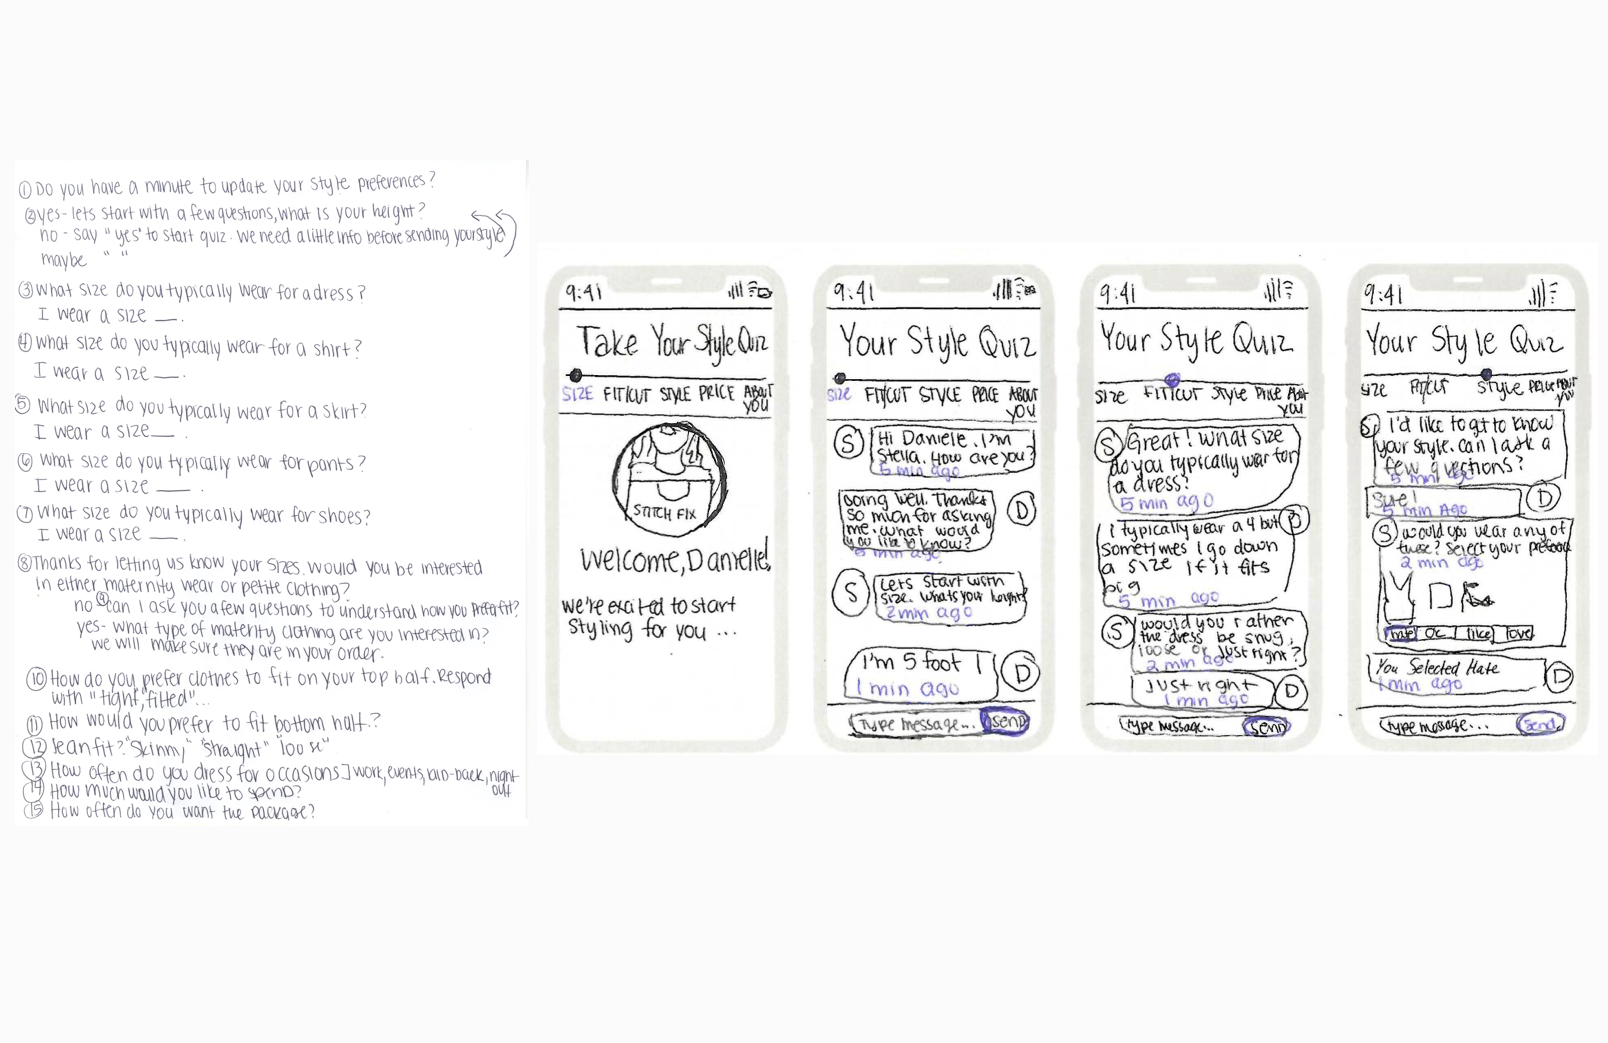 ① Do you have a minute to update your style preferences?
② yes- lets start with a few questions, what is your height?
no - say "yes" to start quiz. We need a little info before sending your style
maybe " "
③ What size do you typically wear for a dress?
I wear a size __.
④ What size do you typically wear for a shirt?
I wear a size __.
⑤ What size do you typically wear for a skirt?
I wear a size __.
⑥ What size do you typically wear for pants?
I wear a size __.
⑦ What size do you typically wear for shoes?
I wear a size __.
⑧ Thanks for letting us know your sizes. Would you be interested
in either maternity wear or petite clothing?
no ⑨ can I ask you a few questions to understand how you prefer fit?
yes- what type of maternity clothing are you interested in?
we will make sure they are in your order.
⑩ How do you prefer clothes to fit on your top half. Respond
with "tight, fitted"...
⑪ How would you prefer to fit bottom half.?
⑫ Jean fit? "Skinny" "straight" "loose"
⑬ How often do you dress for occasions] work, events, laid-back, night
out
⑭ How much would you like to spend?
⑮ How often do you want the package?
9:41
Take Your Style Quiz
SIZE FIT/CUT STYLE PRICE ABOUT
YOU
STITCH FIX
Welcome, Danielle!
we're excited to start
styling for you ...
9:41
Your Style Quiz
SIZE FIT/CUT STYLE PRICE ABOUT
YOU
S
Hi Daniele. I'm
Stella. How are you?
5 min ago
Doing well. Thanks
so much for asking
me. What would
you like to know?
5 min ago
D
S
Lets start with
size. Whats your height?
2 min ago
I'm 5 foot 1
1 min ago
D
Type message...
Send
9:41
Your Style Quiz
SIZE FIT/CUT Style Price About
you
S
Great! What size
do you typically wear for
a dress?
5 min ago
I typically wear a 4 but
sometimes I go down
a size if it fits
big
5 min ago
D
S
would you rather
the dress be snug,
loose or just right?
2 min ago
Just right
1 min ago
D
Type message...
Send
9:41
Your Style Quiz
Size Fit/Cut Style Price About
you
S
I'd like to get to know
your style. Can I ask a
few questions?
5 min ago
Sure!
5 min Ago
D
S
would you wear any of
these? Select your
2 min ago
hate OK like love
You Selected Hate
1 min ago
D
Type message...
Send